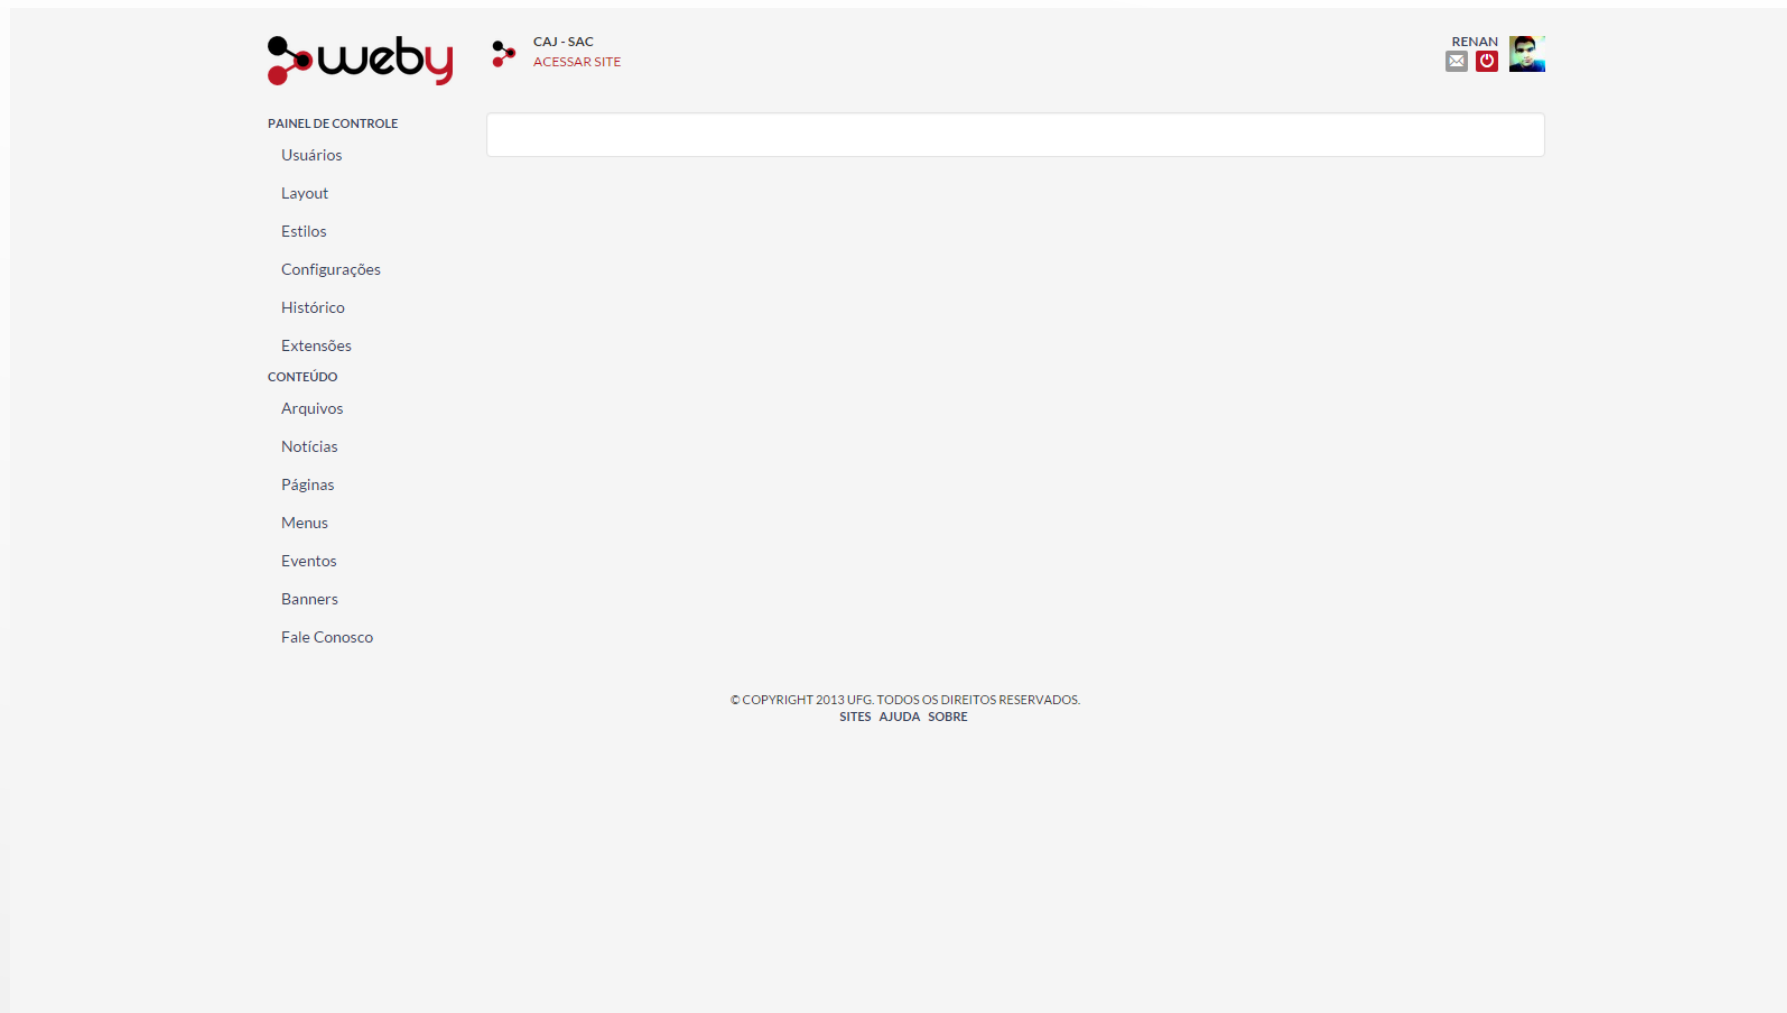 weby
CAJ - SAC
ACESSAR SITE
RENAN
PAINEL DE CONTROLE
Usuários
Layout
Estilos
Configurações
Histórico
Extensões
CONTEÚDO
Arquivos
Notícias
Páginas
Menus
Eventos
Banners
Fale Conosco
© COPYRIGHT 2013 UFG. TODOS OS DIREITOS RESERVADOS.
SITES AJUDA SOBRE